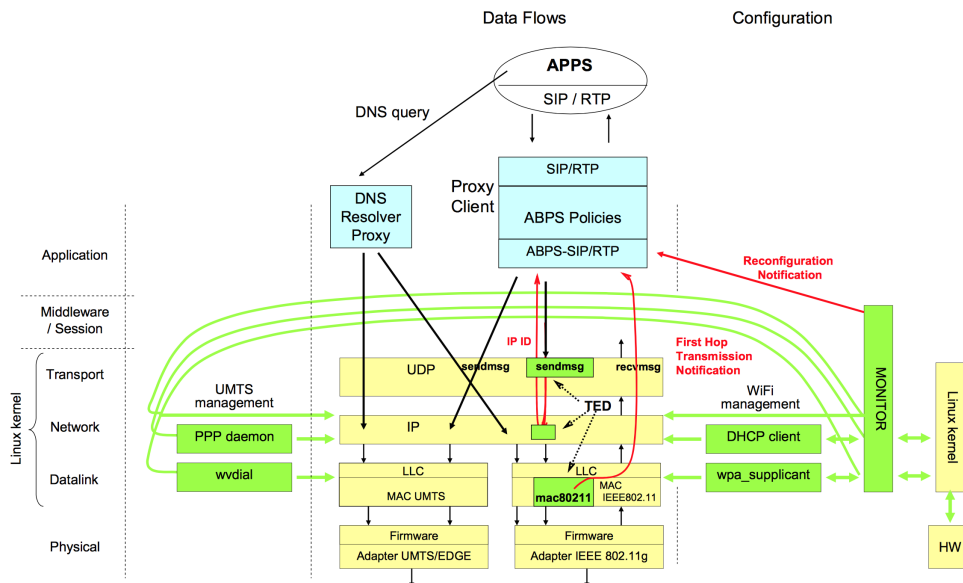 Data Flows
Configuration
APPS
SIP / RTP
DNS query
SIP/RTP
Proxy
Client
ABPS Policies
ABPS-SIP/RTP
DNS
Resolver
Proxy
Application
Reconfiguration
Notification
Middleware
/ Session
First Hop
Transmission
Notification
IP ID
Linux kernel
Transport
UDP
sendmsg
sendmsg
recvmsg
MONITOR
Linux kernel
UMTS
management
TED
WiFi
management
Network
PPP daemon
IP
DHCP client
Datalink
wvdial
LLC
MAC UMTS
LLC
mac80211
MAC
IEEE802.11
wpa_supplicant
Physical
Firmware
Adapter UMTS/EDGE
Firmware
Adapter IEEE 802.11g
HW